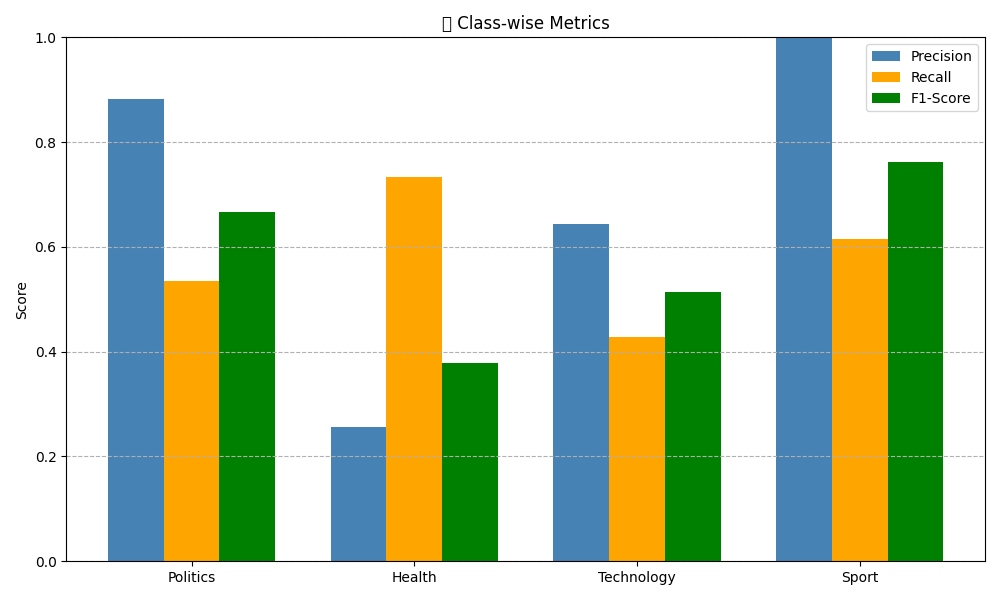 Class-wise Metrics
Precision
Recall
F1-Score
1.0
0.8
0.6
0.4
0.2
0.0
Score
Politics Health Technology Sport